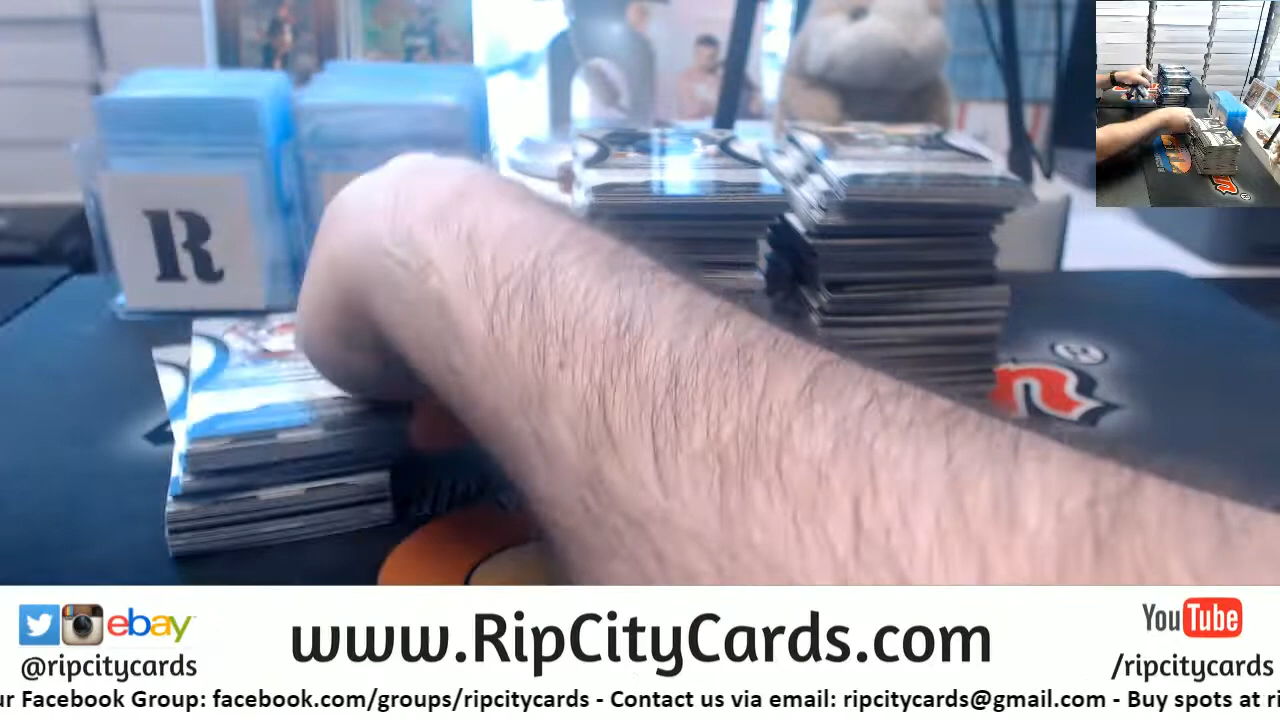 R
ebay
www.RipCityCards.com
YouTube
@ripcitycards
/ripcitycards
ur Facebook Group: facebook.com/groups/ripcitycards - Contact us via email: ripcitycards@gmail.com - Buy spots at ri